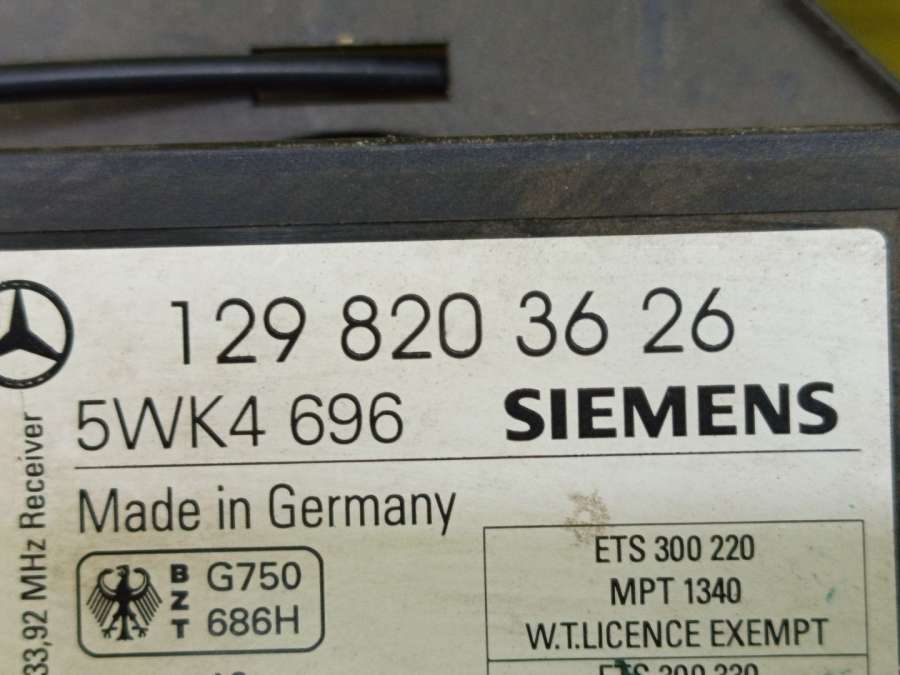 129 820 36 26
5WK4 696
SIEMENS
33,92 MHz Receiver
Made in Germany
BZT
G750
686H
ETS 300 220
MPT 1340
W.T.LICENCE EXEMPT